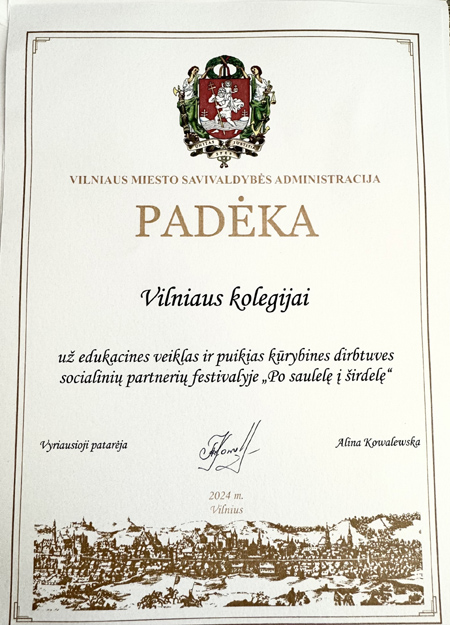 VILNIAUS MIESTO SAVIVALDYBĖS ADMINISTRACIJA
PADĖKA
Vilniaus kolegijai
už edukacines veiklas ir puikias kūrybines dirbtuves
socialinių partnerių festivalyje „Po saulelę į širdelę“
Vyriausioji patarėja
Alina Kowalewska
2024 m.
Vilnius